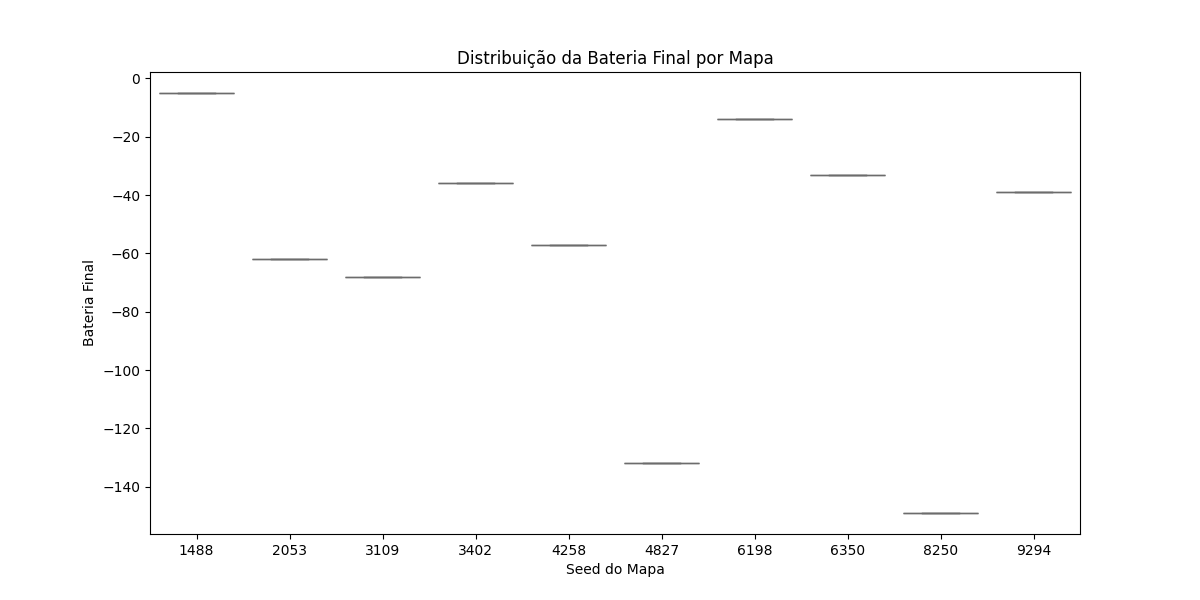 Distribuição da Bateria Final por Mapa
Bateria Final
0
−20
−40
−60
−80
−100
−120
−140
1488 2053 3109 3402 4258 4827 6198 6350 8250 9294
Seed do Mapa